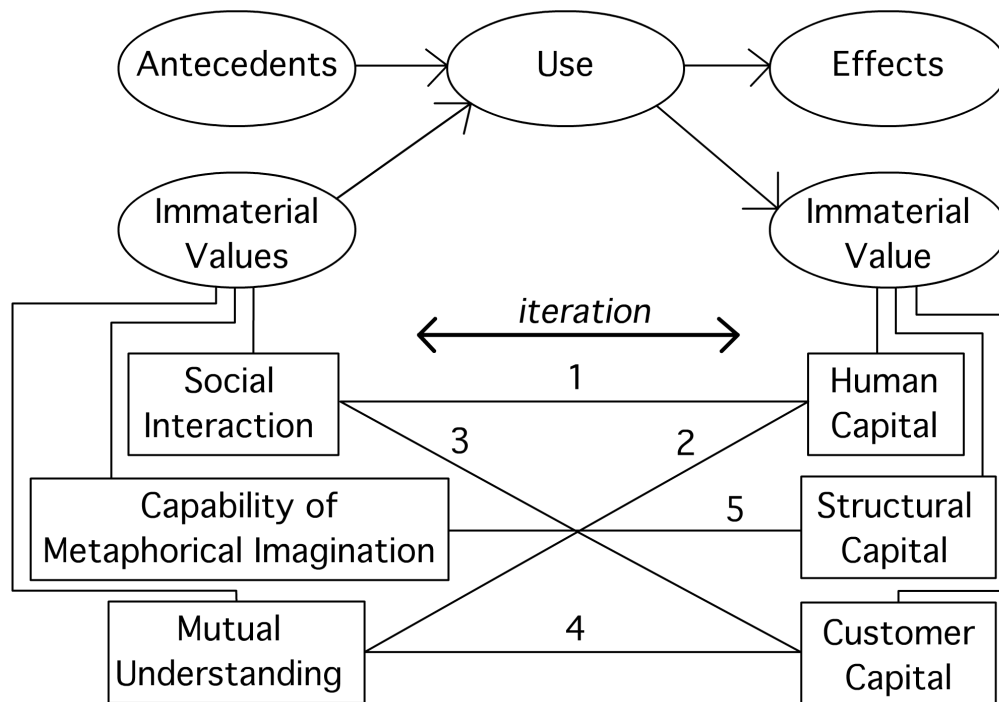 Antecedents
Use
Effects
Immaterial
Values
Immaterial
Value
iteration
Social
Interaction
1
Human
Capital
3
2
Capability of
Metaphorical Imagination
5
Structural
Capital
Mutual
Understanding
4
Customer
Capital